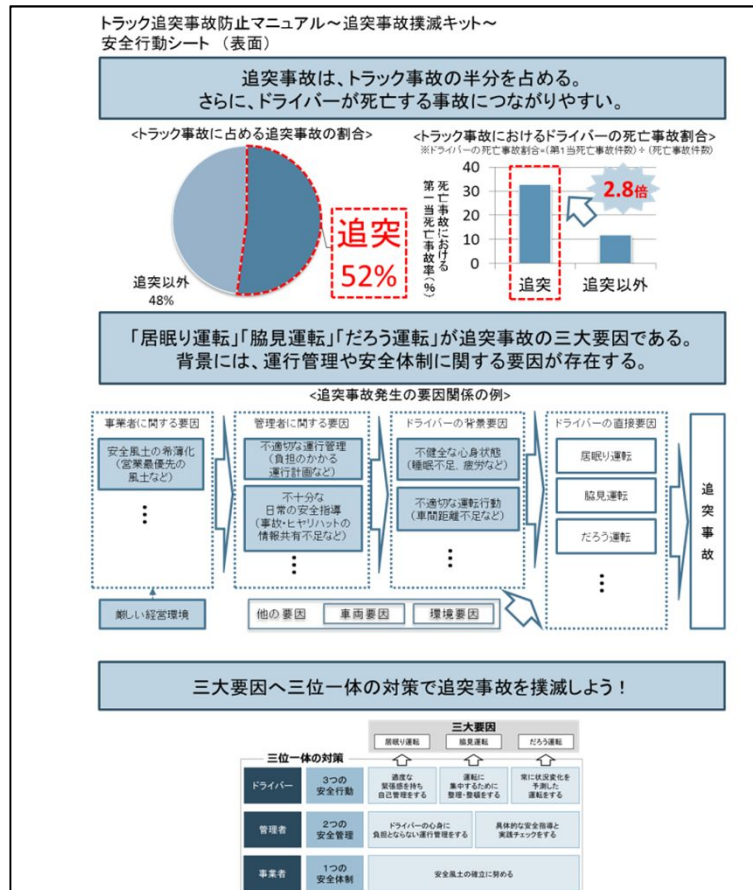 トラック追突事故防止マニュアル～追突事故撲滅キット～
安全行動シート （表面）
追突事故は、トラック事故の半分を占める。
さらに、ドライバーが死亡する事故につながりやすい。
<トラック事故に占める追突事故の割合>
追突
52%
追突以外
48%
<トラック事故におけるドライバーの死亡事故割合>
※ドライバーの死亡事故割合=(第1当死亡事故件数)÷(死亡事故件数)
死亡事故における
第一当死亡事故率(%)
40
30
20
10
0
2.8倍
追突
追突以外
「居眠り運転」「脇見運転」「だろう運転」が追突事故の三大要因である。
背景には、運行管理や安全体制に関する要因が存在する。
<追突事故発生の要因関係の例>
事業者に関する要因
安全風土の希薄化
(営業最優先の
風土など)
厳しい経営環境
管理者に関する要因
不適切な運行管理
(負担のかかる
運行計画など)
不十分な
日常の安全指導
(事故・ヒヤリハットの
情報共有不足など)
ドライバーの背景要因
不健全な心身状態
(睡眠不足、疲労など)
不適切な運転行動
(車間距離不足など)
ドライバーの直接要因
居眠り運転
脇見運転
だろう運転
追突事故
他の要因
車両要因
環境要因
三大要因へ三位一体の対策で追突事故を撲滅しよう！
三大要因
居眠り運転
脇見運転
だろう運転
三位一体の対策
ドライバー
3つの
安全行動
適度な
緊張感を持ち
自己管理をする
運転に
集中するために
整理・整頓をする
常に状況変化を
予測した
運転をする
管理者
2つの
安全管理
ドライバーの心身に
負担とならない運行管理をする
具体的な安全指導と
実践チェックをする
事業者
1つの
安全体制
安全風土の確立に努める